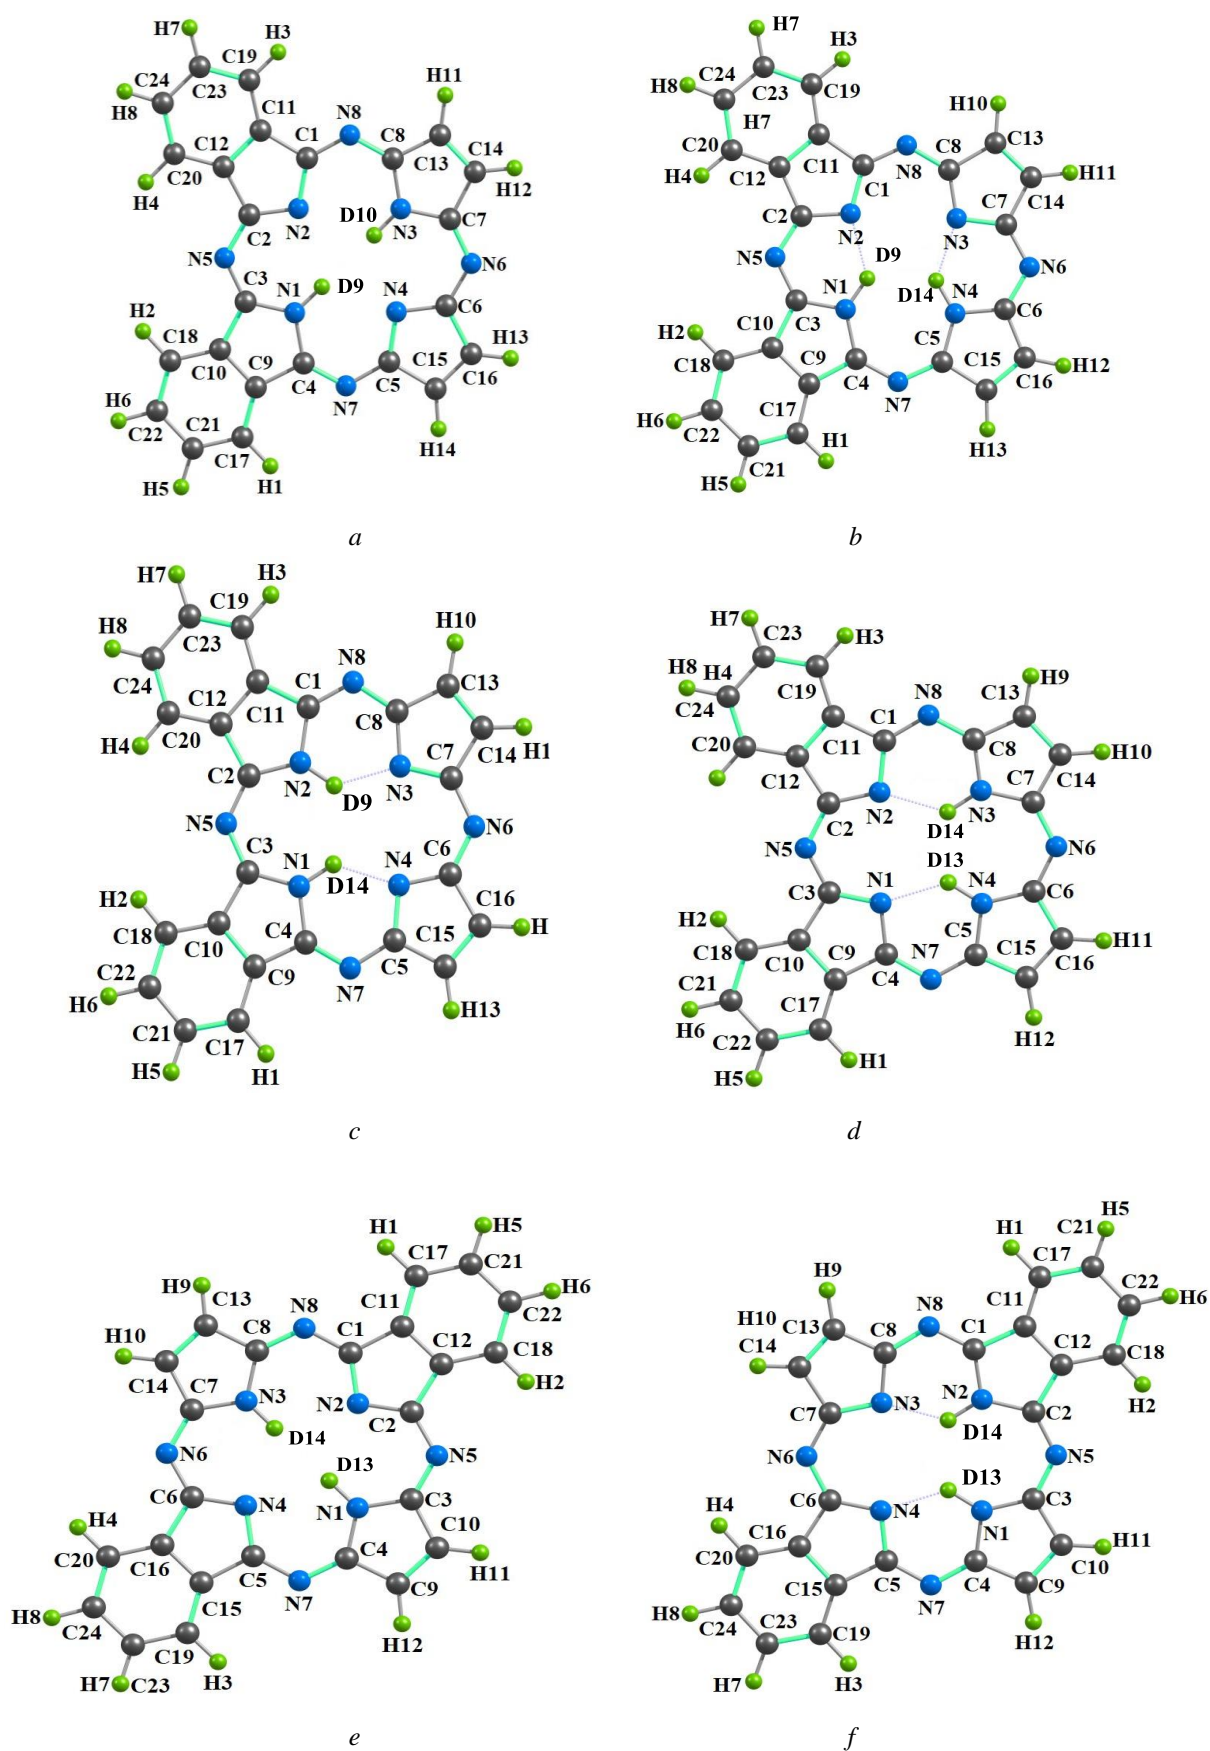 H7 H3
C24 C19 H11
C23 N8
H8 C11 C8
C12 C1 C14
C13
C20 H12
H4 D10
N2 N3 C7
C2
N5 N6
C3 N1 D9 N4
H2 C6
C18 H13
C10 C9 C15
C4 C5 C16
H6 N7
C22 C21
C17 H14
H5 H1
a
H7
H3
C24 C19 H10
H8 C23
H7 C8 C13
C20 N8 H11
H4 C12 C11 C1 C7 C14
C2 N2 N3
N5 D9 N6
N1 D14 N4
H2 C10 C3 C5 C6
C18 C9 C15 H12
C4 C16
H6 C17 N7
C22 H1 H13
C21
H5
b
H7 H3
C19 H10
H8 C23 N8
C24 C12 C1 C13
C11 C8
H4 C20 C7 C14 H1
C2 N2 N3
D9
N5 N6
C3 N1 N4 C6
D14
H2 C16
C18 C4 C15 H
C10
C22 C9 C5
H6 N7 H13
C21 C17
H5 H1
c
H7 C23 H3
H8 H4 H9
C19 N8 C13
C24 C1
C20 C11 C8 H10
C12 C7 C14
N2 N3
C2 D14
N5 N6
C3 N1 D13 N4 C6
H2 C5
C18 C10 C9 C15 H11
C4 N7 C16
C21 C17
H6
C22 H12
H5 H1
d
H1 H5
C17 C21
H9 C13 N8 H6
C11 C22
H10 C8 C1
C12 C18
C14 C7 N3 N2 H2
C2
D14
N6 D13 N5
C6 N4 N1 C3
H4 C10
C20 C16 C4
C5 H11
C15 N7 C9
H8 C24
C19 H12
H7 C23 H3
e
H5
H1 C21
C17
H9 C22
N8 C11 H6
H10 C13 C8 C1
C14 C12 C18
N2
C7 N3 C2 H2
D14
N6 N5
D13
C6 N4 C3
H4 N1
C16 C10 H11
C20 C15 C5 C4 C9
H8 C23 N7
C24 C19 H12
H7 H3
f